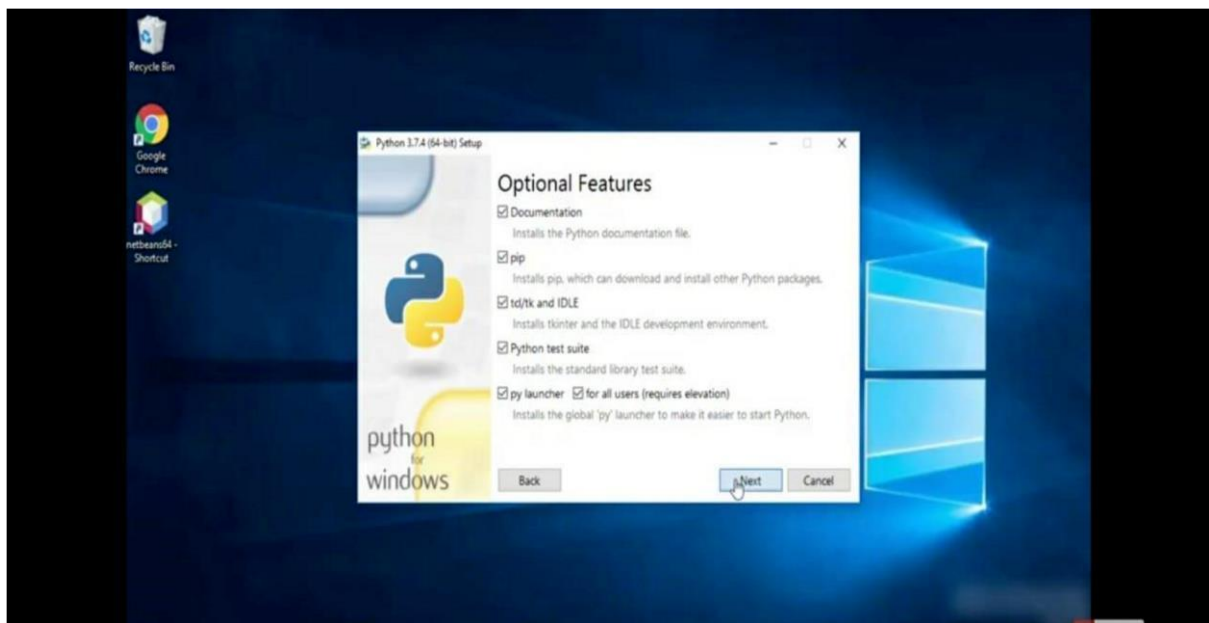 Recycle Bin
Google
Chrome
netbeans64 -
Shortcut
Python 3.7.4 (64-bit) Setup
Optional Features
Documentation
Installs the Python documentation file.
pip
Installs pip, which can download and install other Python packages.
td/tk and IDLE
Installs tkinter and the IDLE development environment.
Python test suite
Installs the standard library test suite.
py launcher for all users (requires elevation)
Installs the global 'py' launcher to make it easier to start Python.
python
for
windows
Back
Next
Cancel